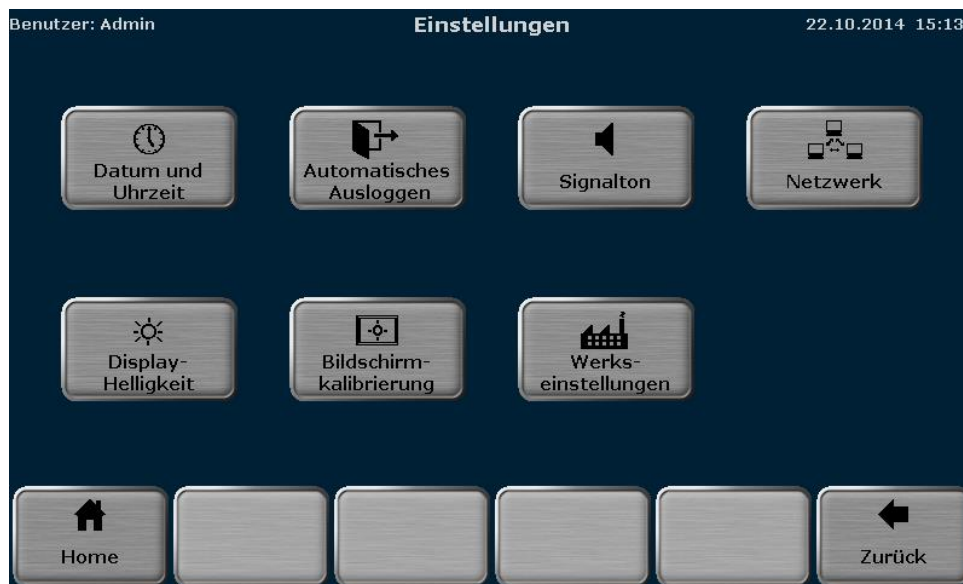 Benutzer: Admin
Einstellungen
22.10.2014 15:13
Datum und
Uhrzeit
Automatisches
Ausloggen
Signalton
Netzwerk
Display-
Helligkeit
Bildschirm-
kalibrierung
Werks-
einstellungen
Home
Zurück